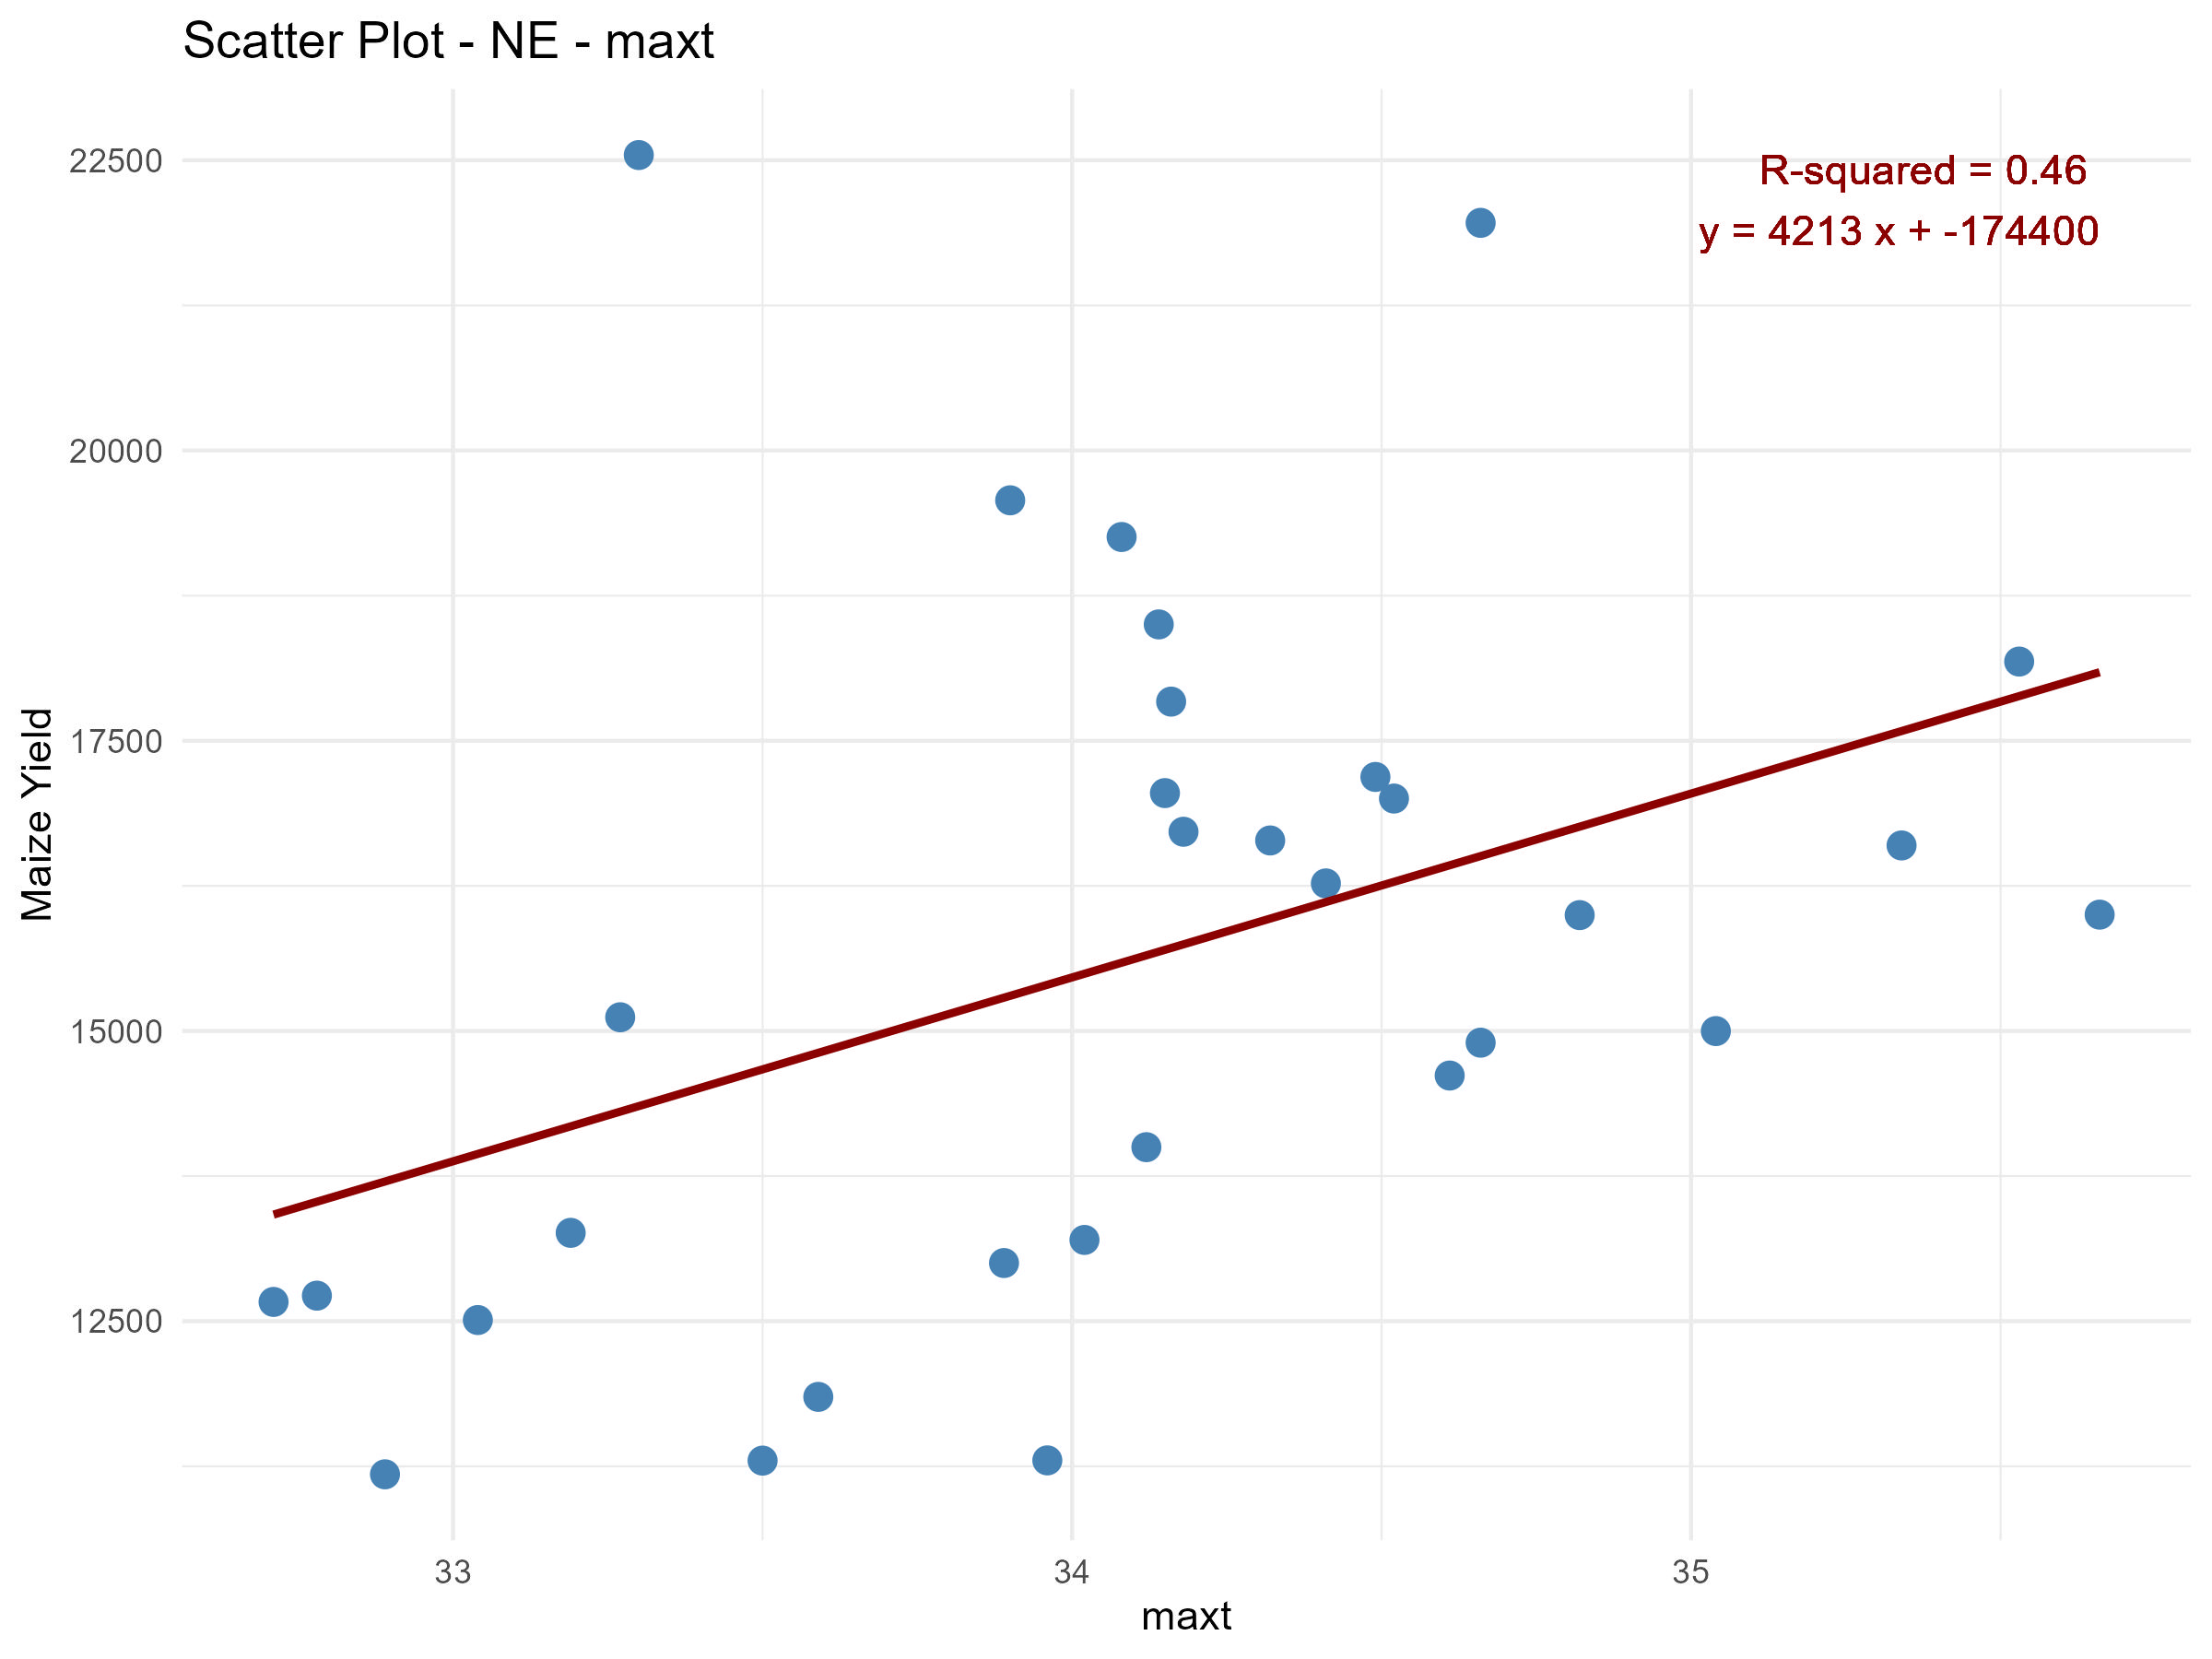 Scatter Plot - NE - maxt
R-squared = 0.46
y = 4213 x + -174400
22500
20000
17500
15000
12500
Maize Yield
33
34
35
maxt